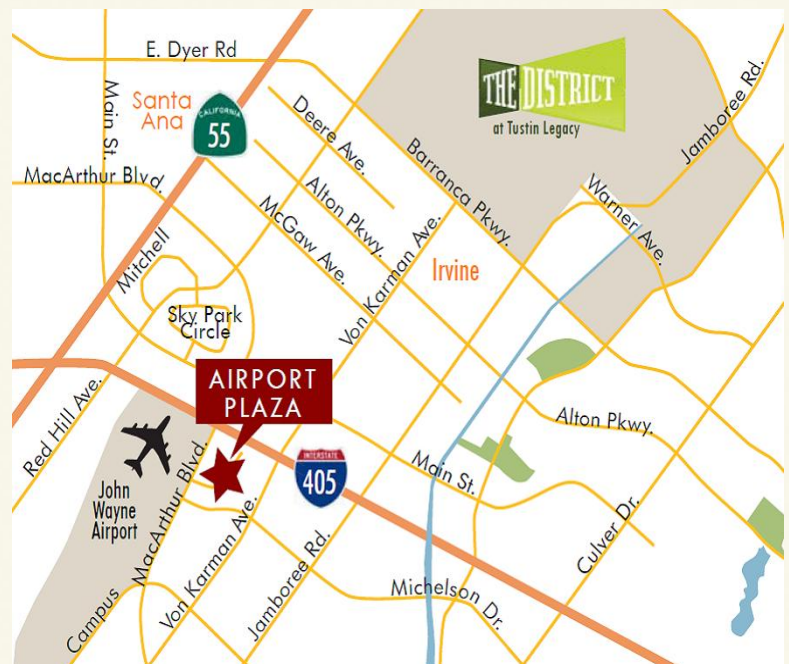 E. Dyer Rd
THE DISTRICT
at Tustin Legacy
Jamboree Rd.
Santa
Ana
Main St.
CALIFORNIA
55
Deere Ave.
Barranca Pkwy.
MacArthur Blvd.
Alton Pkwy.
Warner Ave.
McGaw Ave.
Von Karman Ave.
Irvine
Mitchell
Sky Park
Circle
AIRPORT
PLAZA
Red Hill Ave.
MacArthur Blvd.
INTERSTATE
405
Main St.
Alton Pkwy.
John
Wayne
Airport
Culver Dr.
Campus
Von Karman Ave.
Jamboree Rd.
Michelson Dr.